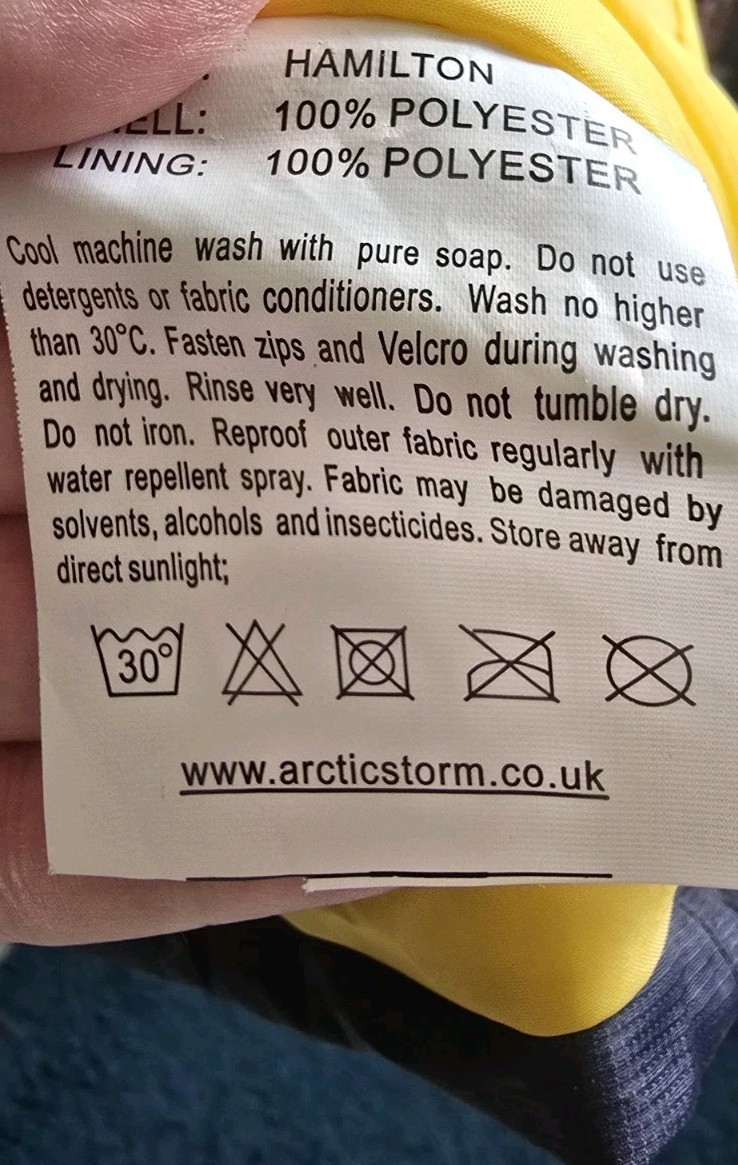 HAMILTON
100% POLYESTER
LINING: 100% POLYESTER
Cool machine wash with pure soap. Do not use
detergents or fabric conditioners. Wash no higher
than 30°C. Fasten zips and Velcro during washing
and drying. Rinse very well. Do not tumble dry.
Do not iron. Reproof outer fabric regularly with
water repellent spray. Fabric may be damaged by
solvents, alcohols and insecticides. Store away from
direct sunlight;
30°
www.arcticstorm.co.uk